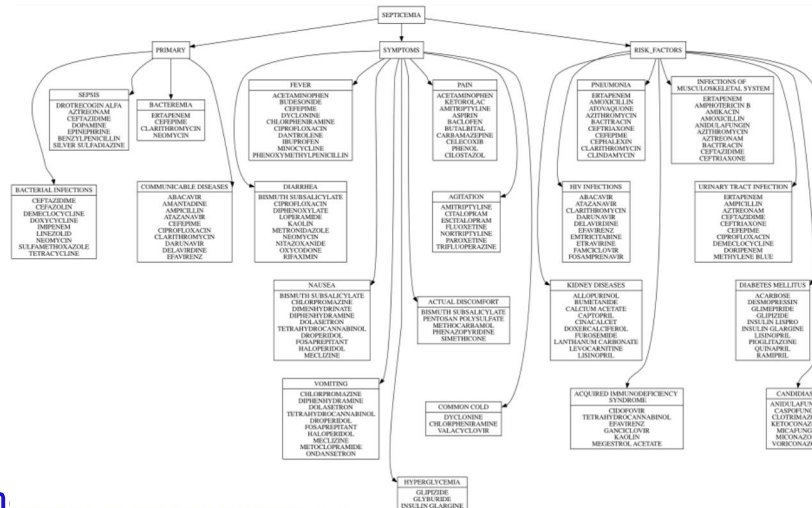 SEPTICEMIA
PRIMARY
SYMPTOMS
RISK_FACTORS
SEPSIS
DROTRECOGIN ALFA
AZTREONAM
CEFTAZIDIME
DOPAMINE
EPINEPHRINE
BENZYLPENICILLIN
SILVER SULFADIAZINE
BACTEREMIA
ERTAPENEM
CEFEPIME
CLARITHROMYCIN
NEOMYCIN
FEVER
ACETAMINOPHEN
BUDESONIDE
CEFEPIME
DYCLONINE
CHLORPHENIRAMINE
CIPROFLOXACIN
DANTROLENE
IBUPROFEN
MINOCYCLINE
PHENOXYMETHYLPENICILLIN
PAIN
ACETAMINOPHEN
KETOROLAC
AMITRIPTYLINE
ASPIRIN
BACLOFEN
BUTALBITAL
CARBAMAZEPINE
CELECOXIB
PHENOL
CILOSTAZOL
PNEUMONIA
ERTAPENEM
AMOXICILLIN
ATOVAQUONE
AZITHROMYCIN
BACITRACIN
CEFTRIAXONE
CEFEPIME
CEPHALEXIN
CLARITHROMYCIN
CLINDAMYCIN
INFECTIONS OF
MUSCULOSKELETAL SYSTEM
ERTAPENEM
AMPHOTERICIN B
AMIKACIN
AMOXICILLIN
ANIDULAFUNGIN
AZITHROMYCIN
AZTREONAM
BACITRACIN
CEFTAZIDIME
CEFTRIAXONE
BACTERIAL INFECTIONS
CEFTAZIDIME
CEFAZOLIN
DEMECLOCYCLINE
DOXYCYCLINE
IMIPENEM
LINEZOLID
NEOMYCIN
SULFAMETHOXAZOLE
TETRACYCLINE
COMMUNICABLE DISEASES
ABACAVIR
AMANTADINE
AMPICILLIN
ATAZANAVIR
CEFEPIME
CIPROFLOXACIN
CLARITHROMYCIN
DARUNAVIR
DELAVIRDINE
EFAVIRENZ
DIARRHEA
BISMUTH SUBSALICYLATE
CIPROFLOXACIN
DIPHENOXYLATE
LOPERAMIDE
KAOLIN
METRONIDAZOLE
NEOMYCIN
NITAZOXANIDE
OXYCODONE
RIFAXIMIN
AGITATION
AMITRIPTYLINE
CITALOPRAM
ESCITALOPRAM
FLUOXETINE
NORTRIPTYLINE
PAROXETINE
TRIFLUOPERAZINE
HIV INFECTIONS
ABACAVIR
ATAZANAVIR
CLARITHROMYCIN
DARUNAVIR
DELAVIRDINE
EFAVIRENZ
EMTRICITABINE
ETRAVIRINE
FAMCICLOVIR
FOSAMPRENAVIR
URINARY TRACT INFECTION
ERTAPENEM
AMPICILLIN
AZTREONAM
CEFTAZIDIME
CEFTRIAXONE
CEFEPIME
CIPROFLOXACIN
DEMECLOCYCLINE
DORIPENEM
METHYLENE BLUE
NAUSEA
BISMUTH SUBSALICYLATE
CHLORPROMAZINE
DIMENHYDRINATE
DIPHENHYDRAMINE
DOLASETRON
TETRAHYDROCANNABINOL
DROPERIDOL
FOSAPREPITANT
HALOPERIDOL
MECLIZINE
ACTUAL DISCOMFORT
BISMUTH SUBSALICYLATE
PENTOSAN POLYSULFATE
METHOCARBAMOL
PHENAZOPYRIDINE
SIMETHICONE
KIDNEY DISEASES
ALLOPURINOL
BUMETANIDE
CALCIUM ACETATE
CAPTOPRIL
CINACALCET
DOXERCALCIFEROL
FUROSEMIDE
LANTHANUM CARBONATE
LEVOCARNITINE
LISINOPRIL
DIABETES MELLITUS
ACARBOSE
DESMOPRESSIN
GLIMEPIRIDE
GLIPIZIDE
INSULIN LISPRO
INSULIN GLARGINE
LISINOPRIL
PIOGLITAZONE
QUINAPRIL
RAMIPRIL
VOMITING
CHLORPROMAZINE
DIPHENHYDRAMINE
DOLASETRON
TETRAHYDROCANNABINOL
DROPERIDOL
FOSAPREPITANT
HALOPERIDOL
MECLIZINE
METOCLOPRAMIDE
ONDANSETRON
COMMON COLD
DYCLONINE
CHLORPHENIRAMINE
VALACYCLOVIR
ACQUIRED IMMUNODEFICIENCY
SYNDROME
CIDOFOVIR
TETRAHYDROCANNABINOL
EFAVIRENZ
GANCICLOVIR
KAOLIN
MEGESTROL ACETATE
CANDIDAS
ANIDULAFUN
CASPOFUNG
CLOTRIMAZ
KETOCONAZ
MICAFUNG
MICONAZ
VORICONAZ
HYPERGLYCEMIA
GLIPIZIDE
GLYBURIDE
INSULIN GLARGINE